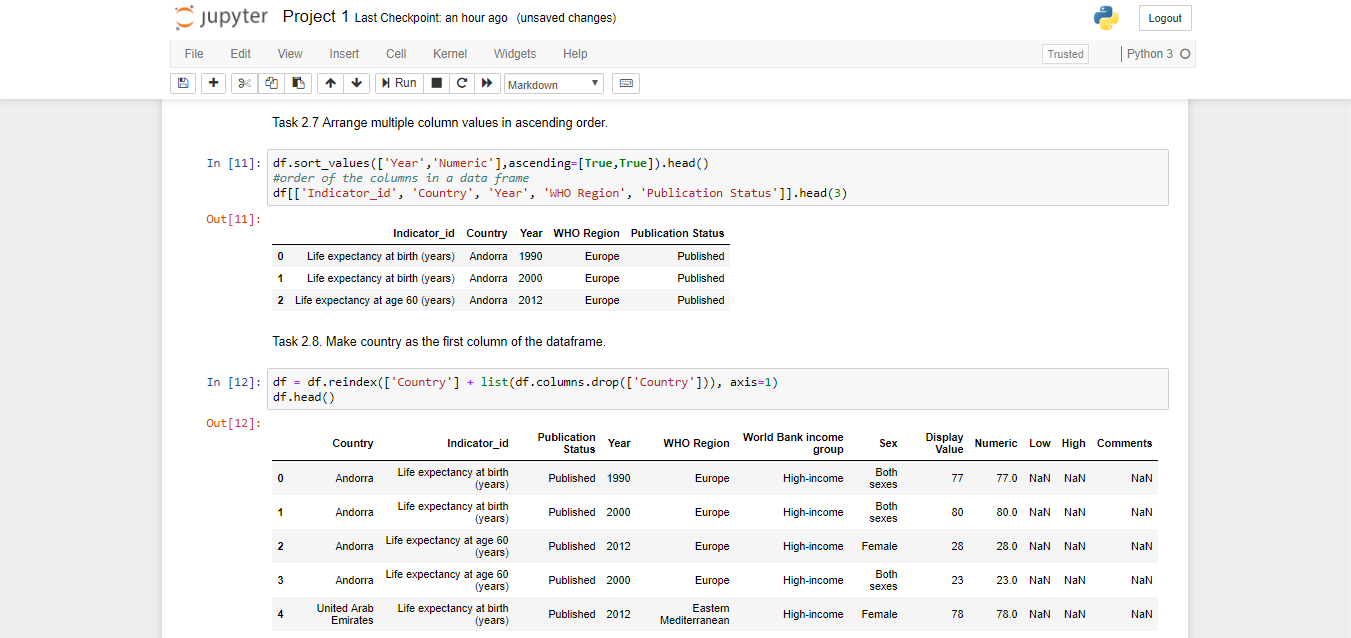 jupyter Project 1 Last Checkpoint: an hour ago (unsaved changes) Logout
File Edit View Insert Cell Kernel Widgets Help Trusted Python 3
Run Markdown
Task 2.7 Arrange multiple column values in ascending order.
In [11]: df.sort_values(['Year','Numeric'],ascending=[True,True]).head()
#order of the columns in a data frame
df[['Indicator_id', 'Country', 'Year', 'WHO Region', 'Publication Status']].head(3)
Out[11]:
Indicator_id Country Year WHO Region Publication Status
0 Life expectancy at birth (years) Andorra 1990 Europe Published
1 Life expectancy at birth (years) Andorra 2000 Europe Published
2 Life expectancy at age 60 (years) Andorra 2012 Europe Published
Task 2.8. Make country as the first column of the dataframe.
In [12]: df = df.reindex(['Country'] + list(df.columns.drop(['Country'])), axis=1)
df.head()
Out[12]:
Country Indicator_id Publication Status Year WHO Region World Bank income group Sex Display Value Numeric Low High Comments
0 Andorra Life expectancy at birth (years) Published 1990 Europe High-income Both sexes 77 77.0 NaN NaN NaN
1 Andorra Life expectancy at birth (years) Published 2000 Europe High-income Both sexes 80 80.0 NaN NaN NaN
2 Andorra Life expectancy at age 60 (years) Published 2012 Europe High-income Female 28 28.0 NaN NaN NaN
3 Andorra Life expectancy at age 60 (years) Published 2000 Europe High-income Both sexes 23 23.0 NaN NaN NaN
4 United Arab Emirates Life expectancy at birth (years) Published 2012 Eastern Mediterranean High-income Female 78 78.0 NaN NaN NaN